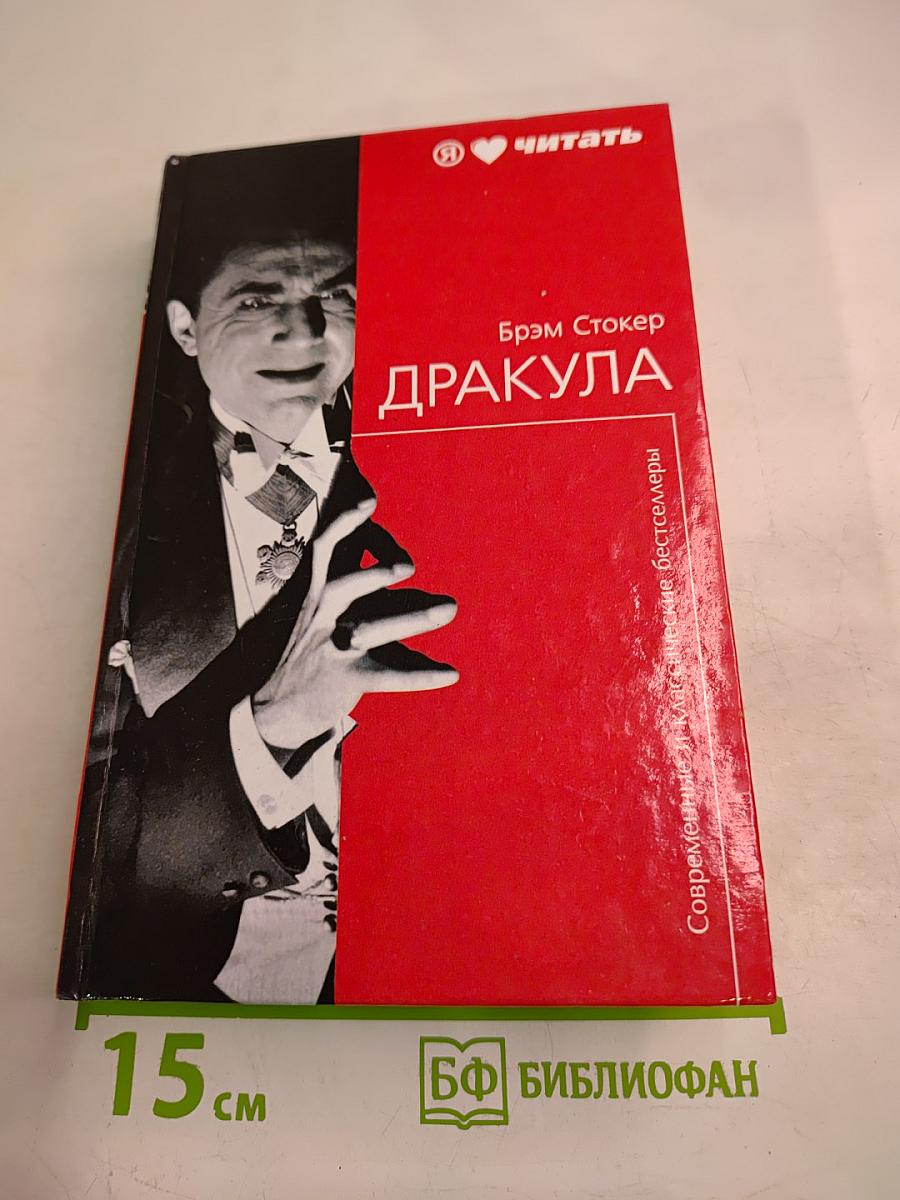 Я читать
Брэм Стокер
ДРАКУЛА
Современные и классические бестселлеры
15 см
БФ БИБЛИОФАН